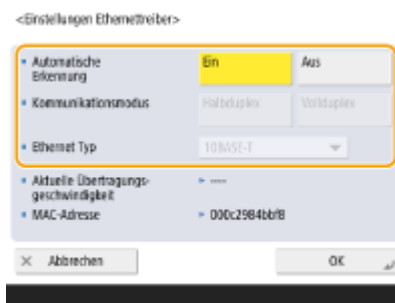 <Einstellungen Ethernettreiber>
Automatische
Erkennung
Ein
Aus
Kommunikationsmodus
Halbduplex
Vollduplex
Ethernet Typ
10BASE-T
Aktuelle Übertragungs-
geschwindigkeit
----
MAC-Adresse
000c2984bbf8
Abbrechen
OK